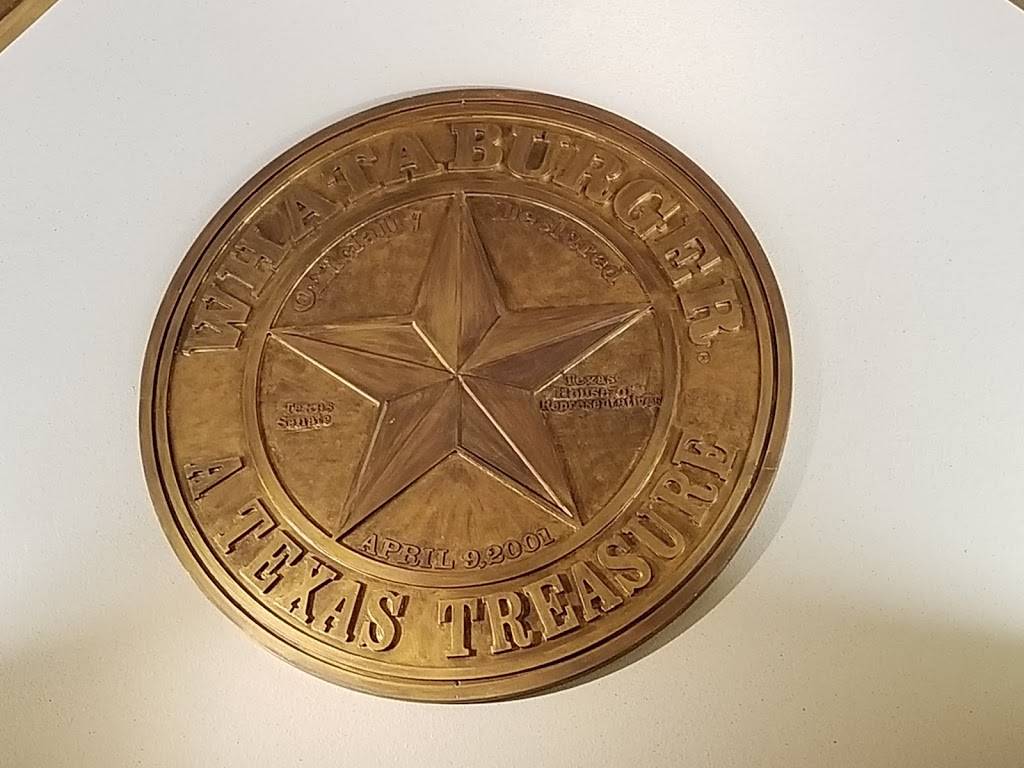 WHATABURGER®
Officially Declared
Texas
Senate
Texas
House of
Representatives
APRIL 9, 2001
A TEXAS TREASURE